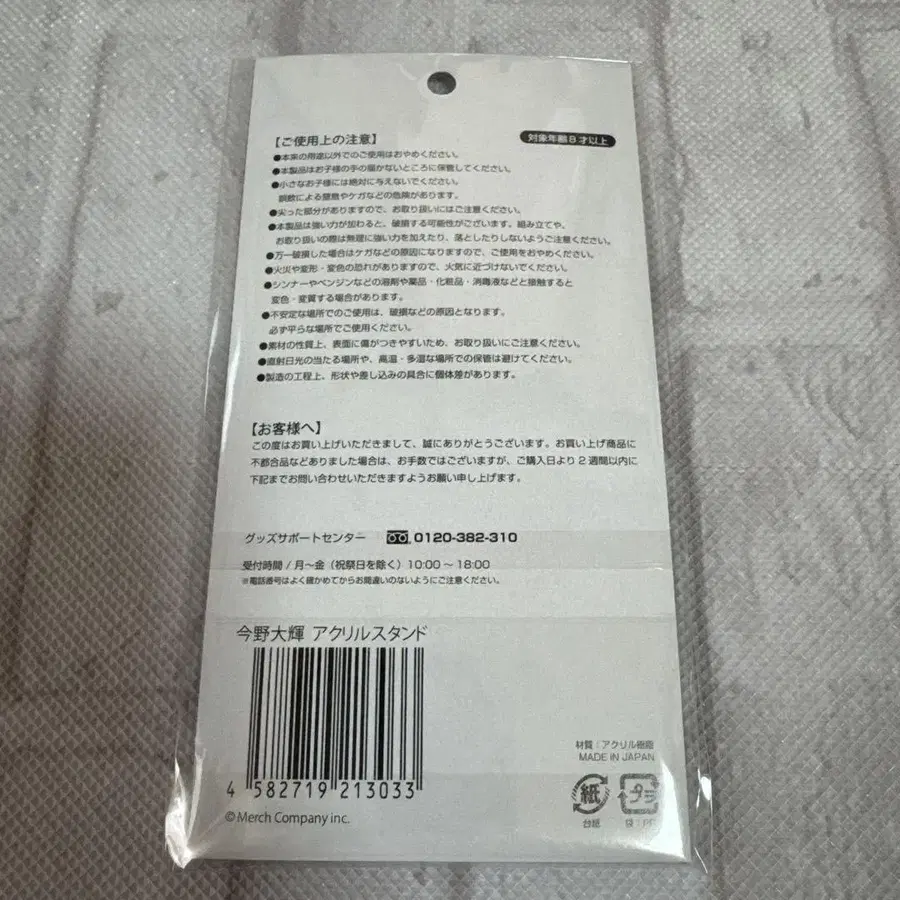 【ご使用上の注意】
対象年齢8才以上
●本来の用途以外でのご使用はおやめください。
●本製品はお子様の手の届かないところに保管してください。
●小さなお子様には絶対に与えないでください。
誤飲による窒息やケガなどの危険があります。
●尖った部分がありますので、お取り扱いにはご注意ください。
●本製品は強い力が加わると、破損する可能性がございます。組み立てや、
お取り扱いの際は無理に強い力を加えたり、落としたりしないようご注意ください。
●万一破損した場合はケガなどの原因になりますので、ご使用をおやめください。
●火災や変形・変色の恐れがありますので、火気に近づけないでください。
●シンナーやベンジンなどの溶剤や薬品・化粧品・消毒液などと接触すると
変色・変質する場合があります。
●不安定な場所でのご使用は、破損などの原因となります。
必ず平らな場所でご使用ください。
●素材の性質上、表面に傷がつきやすいため、お取り扱いにご注意ください。
●直射日光の当たる場所や、高温・多湿な場所での保管は避けてください。
●製造の工程上、形状や差し込みの具合に個体差があります。
【お客様へ】
この度はお買い上げいただきまして、誠にありがとうございます。お買い上げ商品に
不都合品などありました場合は、お手数ではございますが、ご購入日より2週間以内に
下記までお問い合わせいただきますようお願い申し上げます。
グッズサポートセンター 0120-382-310
受付時間/月〜金(祝祭日を除く)10:00〜18:00
※電話番号はよく確かめてからお間違いのないようにご注意ください。
今野大輝 アクリルスタンド
4 582719 213033
© Merch Company inc.
材質:アクリル樹脂
MADE IN JAPAN
紙 プラ
台紙 袋:PP